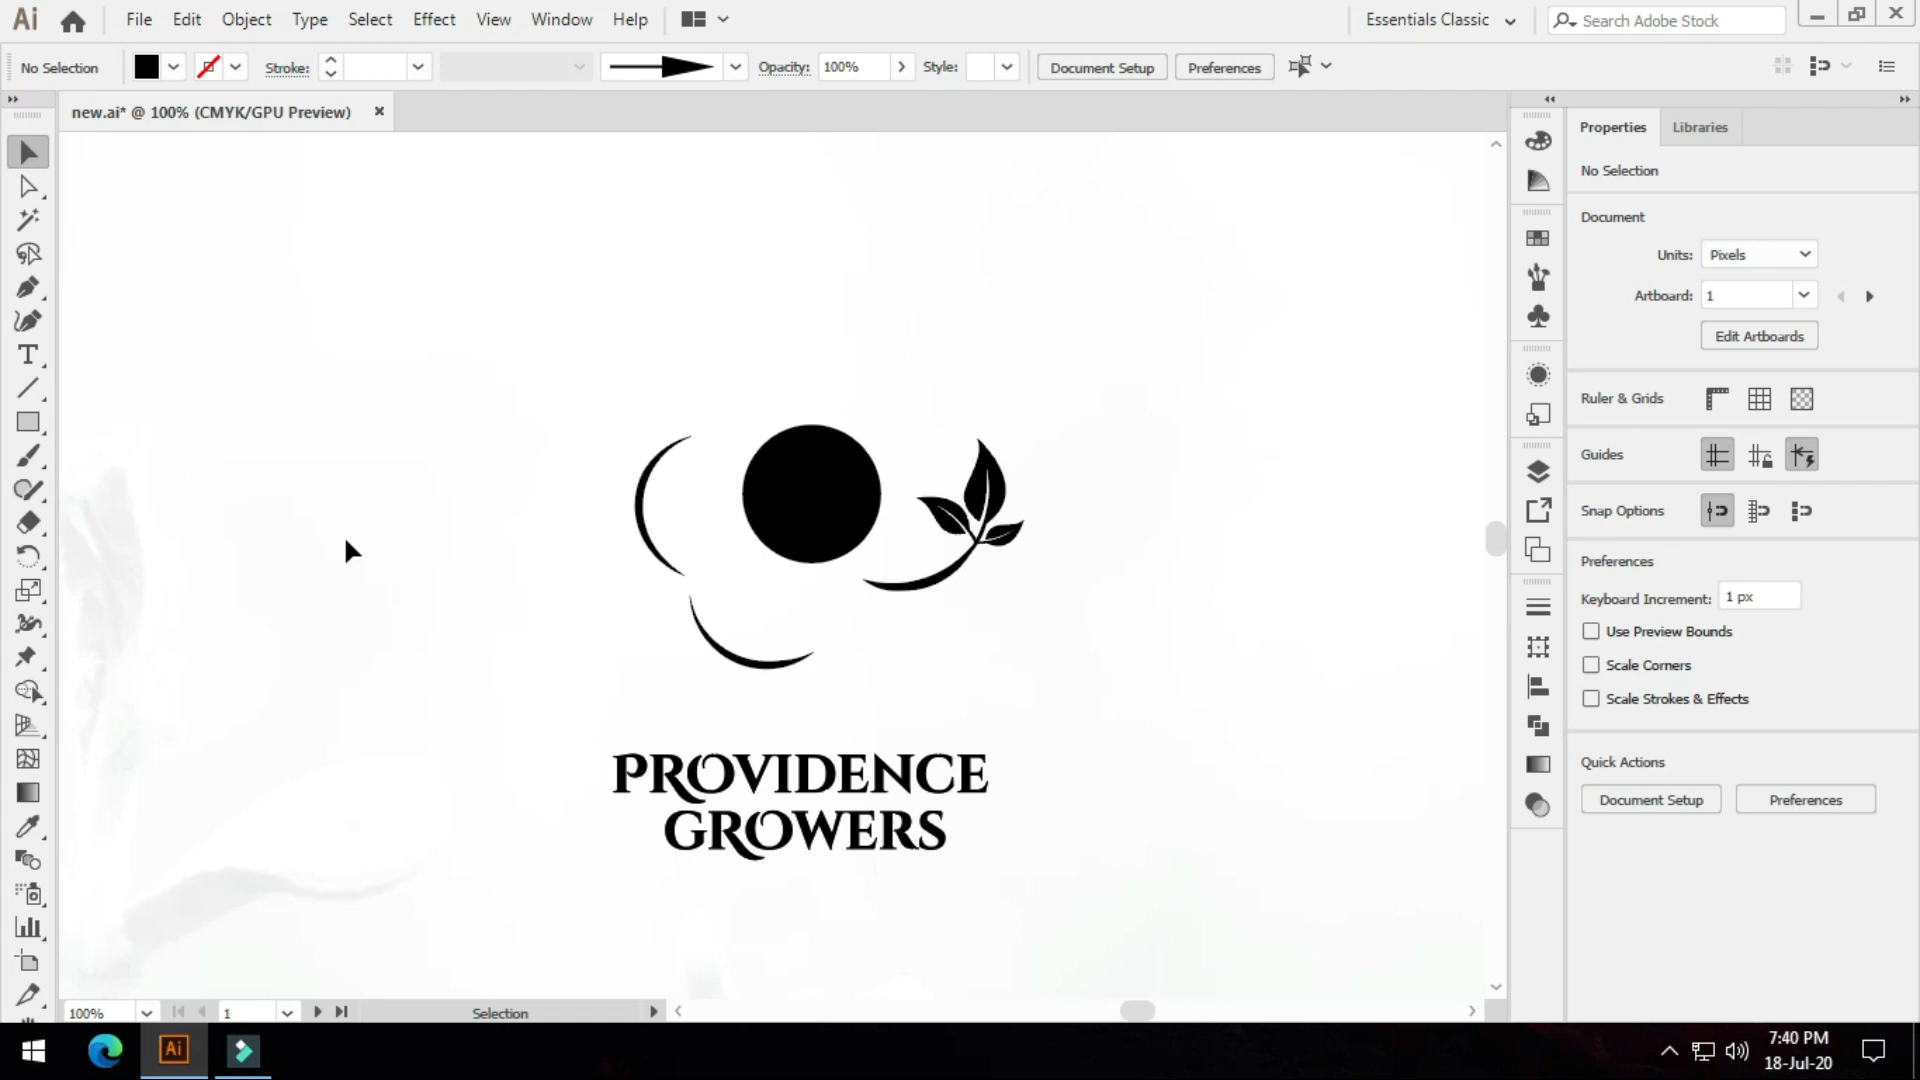 Ai File Edit Object Type Select Effect View Window Help Essentials Classic Search Adobe Stock
No Selection Stroke: Opacity: 100% Style: Document Setup Preferences
new.ai* @ 100% (CMYK/GPU Preview)
Properties Libraries
No Selection
Document
Units: Pixels
Artboard: 1
Edit Artboards
Ruler & Grids
Guides
Snap Options
Preferences
Keyboard Increment: 1 px
Use Preview Bounds
Scale Corners
Scale Strokes & Effects
Quick Actions
Document Setup Preferences
PROVIDENCE
GROWERS
100% 1 Selection
Ai
7:40 PM
18-Jul-20